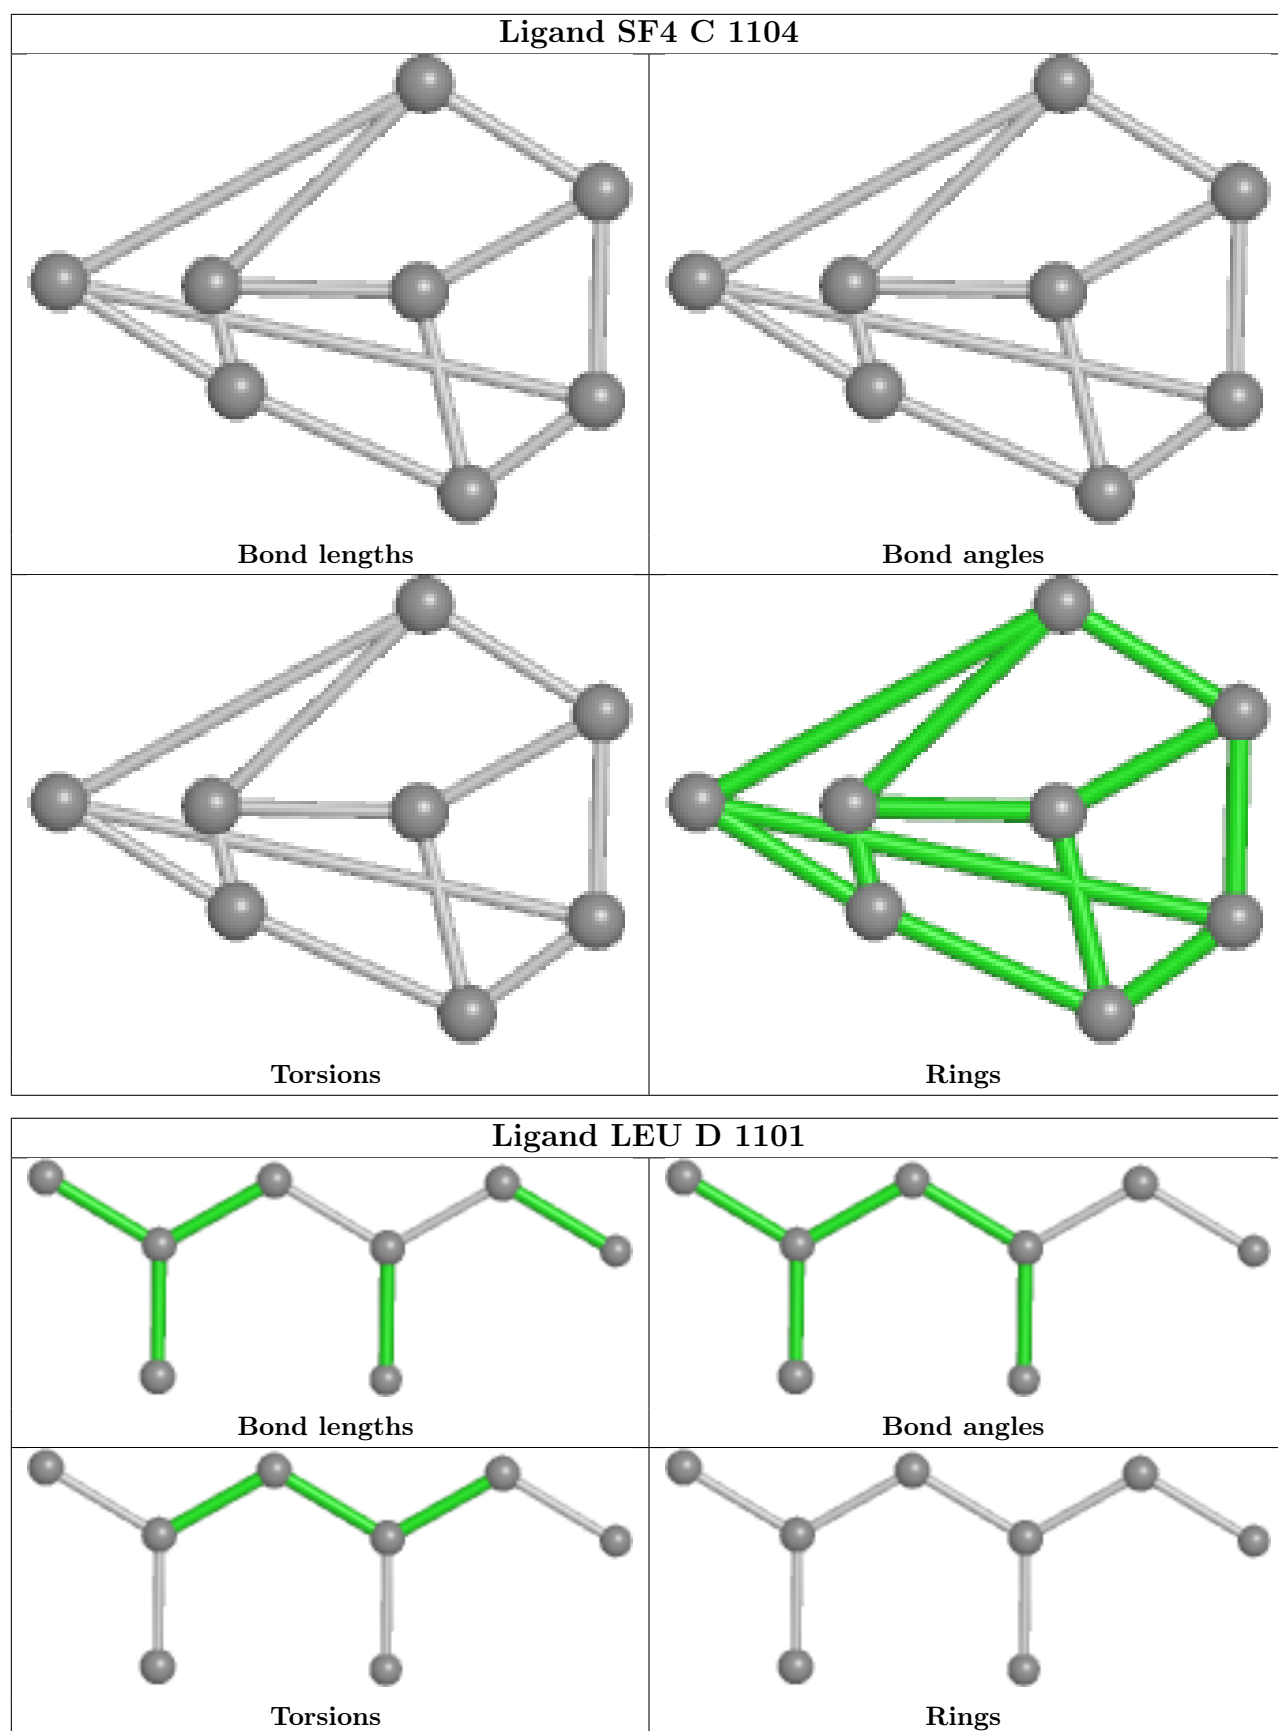 Ligand SF4 C 1104
Bond lengths Bond angles
Torsions Rings
Ligand LEU D 1101
Bond lengths Bond angles
Torsions Rings